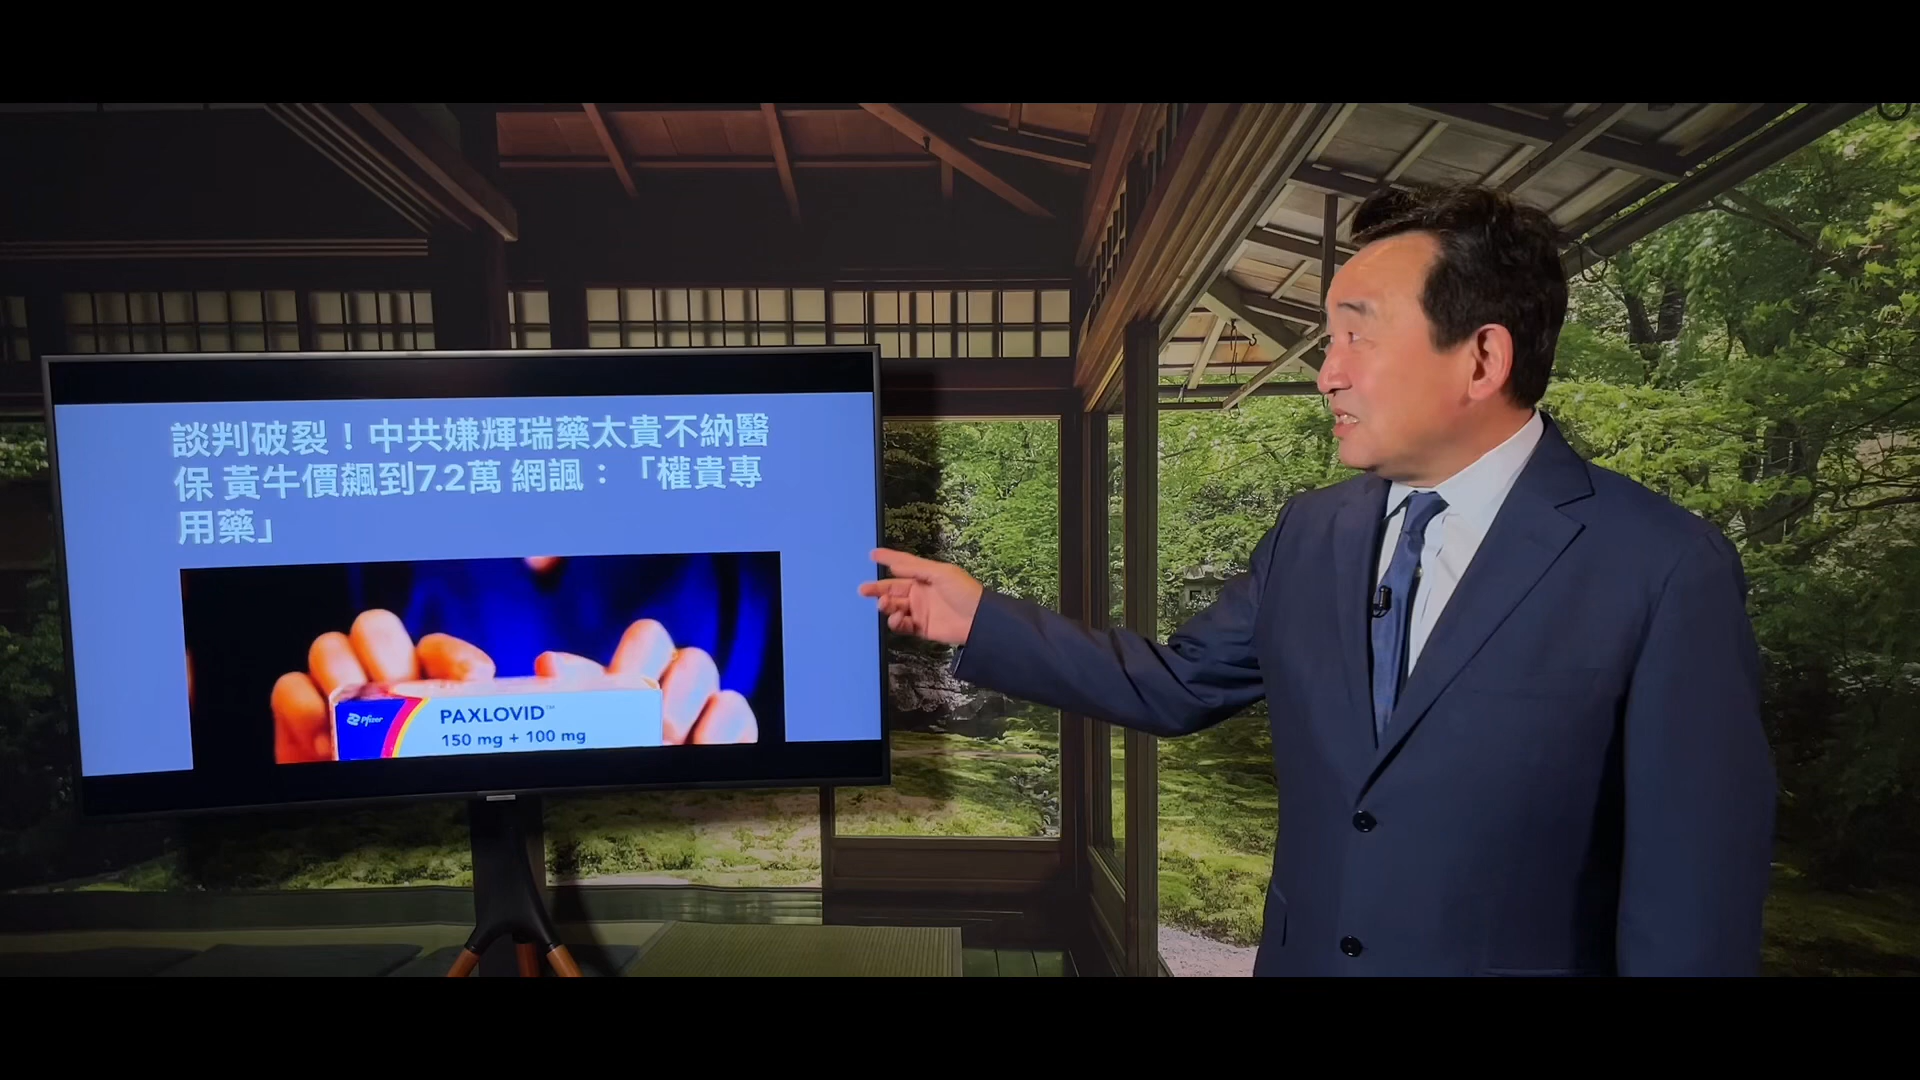 談判破裂！中共嫌輝瑞藥太貴不納醫
保 黃牛價飆到7.2萬 網諷：「權貴專
用藥」
Pfizer
PAXLOVID™
150 mg + 100 mg